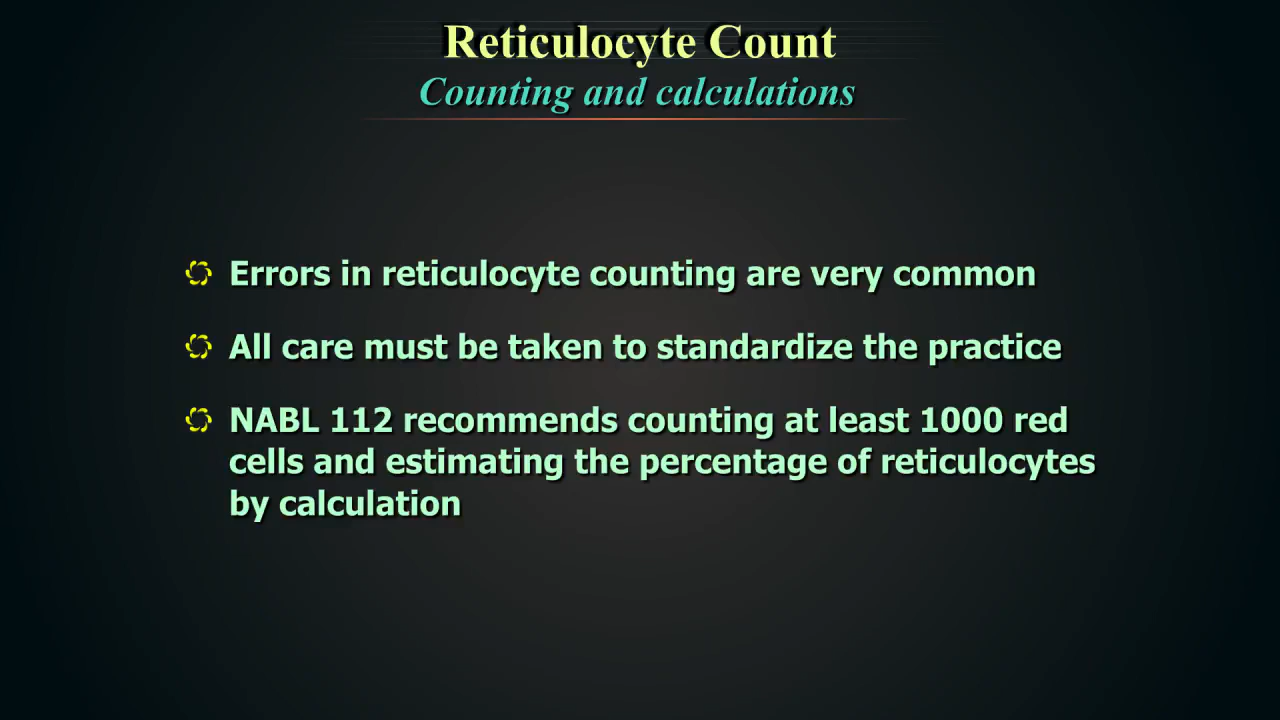 Reticulocyte Count
Counting and calculations
Errors in reticulocyte counting are very common
All care must be taken to standardize the practice
NABL 112 recommends counting at least 1000 red
cells and estimating the percentage of reticulocytes
by calculation